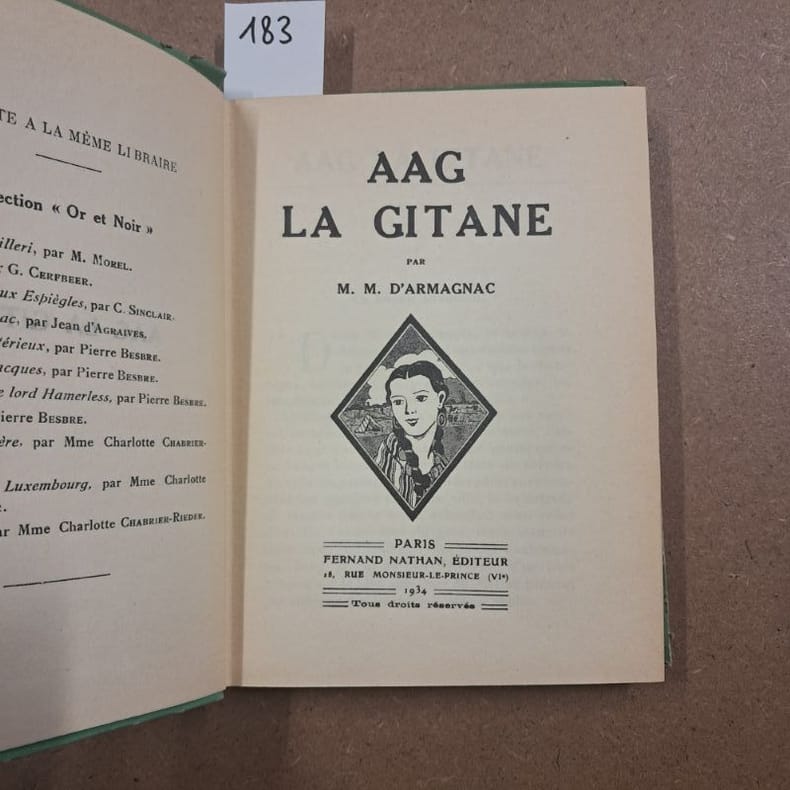 183
TE A LA MÊME LIBRAIRE
ection « Or et Noir »
illeri, par M. MOREL.
G. CERFBEER.
ux Espiègles, par C. SINCLAIR.
ac, par Jean d'AGRAIVES.
térieux, par Pierre BESBRE.
acques, par Pierre BESBRE.
e lord Hamerless, par Pierre BESBRE.
ierre BESBRE.
ère, par Mme Charlotte CHABRIER-
Luxembourg, par Mme Charlotte
ar Mme Charlotte CHABRIER-RIEDER.
AAG
LA GITANE
PAR
M. M. D'ARMAGNAC
PARIS
FERNAND NATHAN, ÉDITEUR
18, RUE MONSIEUR-LE-PRINCE (VIe)
1934
Tous droits réservés